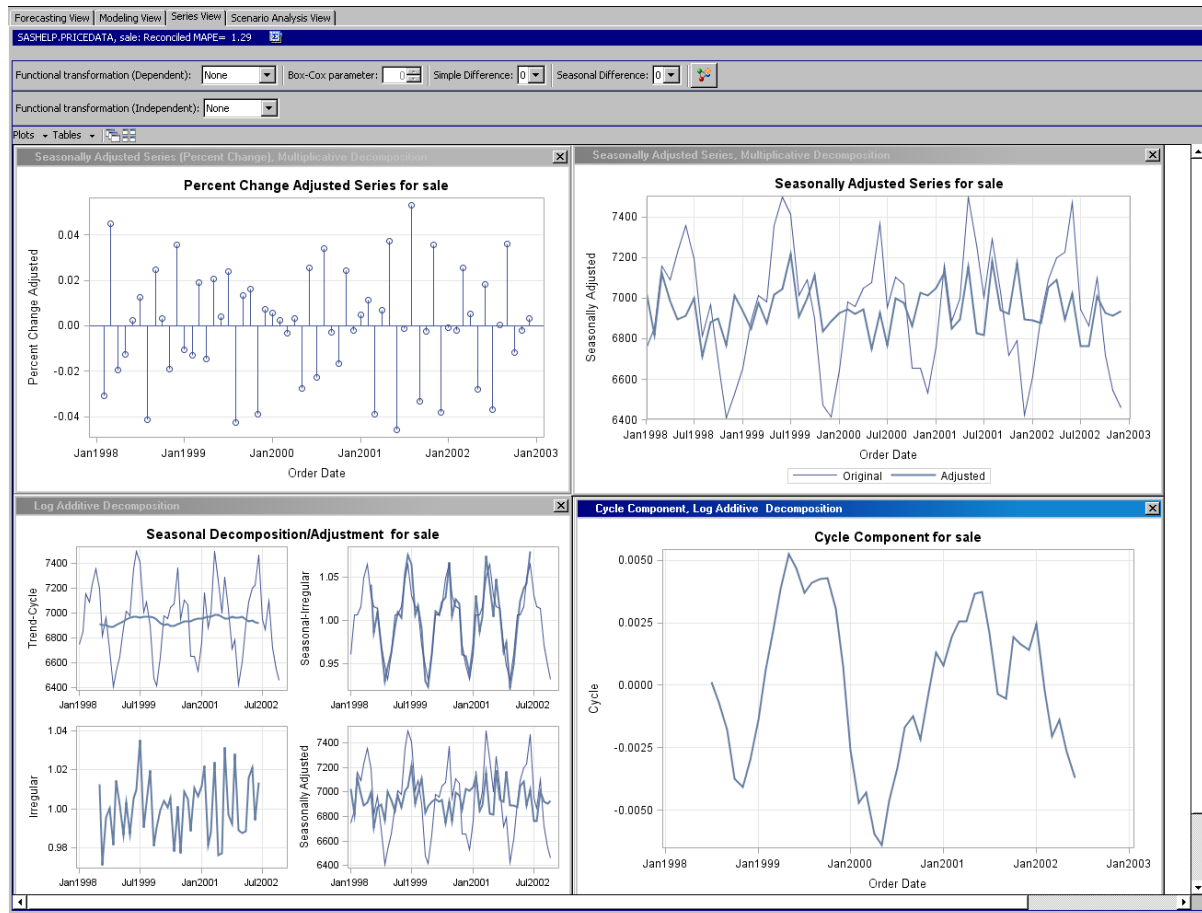 Forecasting View | Modeling View | Series View | Scenario Analysis View
SASHELP.PRICEDATA, sale: Reconciled MAPE= 1.29
Functional transformation (Dependent): None Box-Cox parameter: 0 Simple Difference: 0 Seasonal Difference: 0
Functional transformation (Independent): None
Plots Tables
Seasonally Adjusted Series (Percent Change), Multiplicative Decomposition
Percent Change Adjusted Series for sale
Percent Change Adjusted
0.04
0.02
0.00
-0.02
-0.04
Jan1998 Jan1999 Jan2000 Jan2001 Jan2002 Jan2003
Order Date
Seasonally Adjusted Series, Multiplicative Decomposition
Seasonally Adjusted Series for sale
Seasonally Adjusted
7400
7200
7000
6800
6600
6400
Jan1998 Jul1998 Jan1999 Jul1999 Jan2000 Jul2000 Jan2001 Jul2001 Jan2002 Jul2002 Jan2003
Order Date
Original Adjusted
Log Additive Decomposition
Seasonal Decomposition/Adjustment for sale
Trend-Cycle
7400
7200
7000
6800
6600
6400
Jan1998 Jul1999 Jan2001 Jul2002
Seasonal-Irregular
1.05
1.00
0.95
Jan1998 Jul1999 Jan2001 Jul2002
Irregular
1.04
1.02
1.00
0.98
Jan1998 Jul1999 Jan2001 Jul2002
Seasonally Adjusted
7400
7200
7000
6800
6600
6400
Jan1998 Jul1999 Jan2001 Jul2002
Cycle Component, Log Additive Decomposition
Cycle Component for sale
Cycle
0.0050
0.0025
0.0000
-0.0025
-0.0050
Jan1998 Jan1999 Jan2000 Jan2001 Jan2002 Jan2003
Order Date